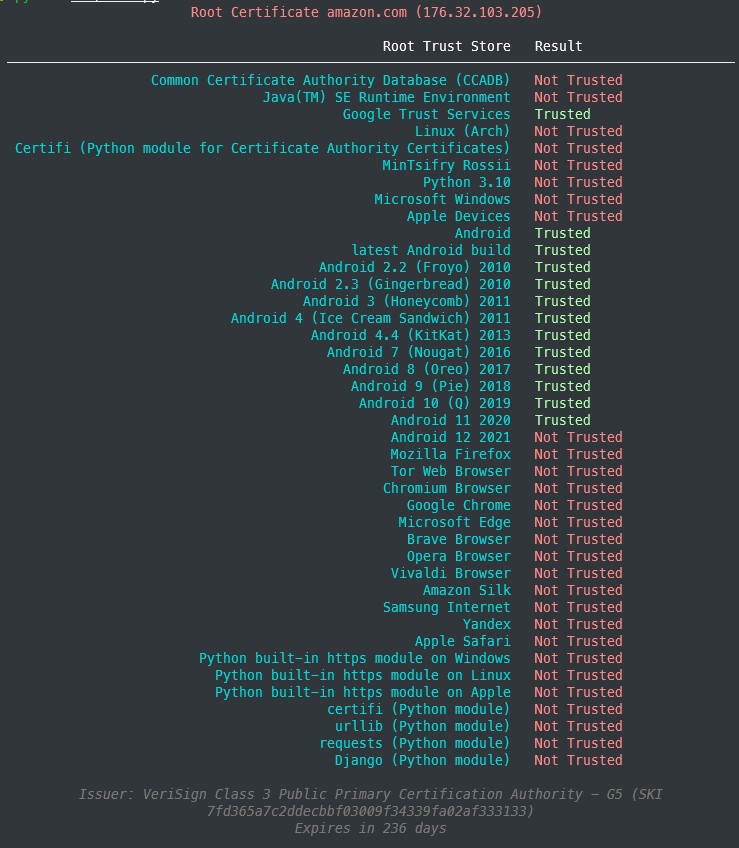 Root Certificate amazon.com (176.32.103.205)
Root Trust Store Result
Common Certificate Authority Database (CCADB) Not Trusted
Java(TM) SE Runtime Environment Not Trusted
Google Trust Services Trusted
Linux (Arch) Not Trusted
Certifi (Python module for Certificate Authority Certificates) Not Trusted
MinTsifry Rossii Not Trusted
Python 3.10 Not Trusted
Microsoft Windows Not Trusted
Apple Devices Not Trusted
Android Trusted
latest Android build Trusted
Android 2.2 (Froyo) 2010 Trusted
Android 2.3 (Gingerbread) 2010 Trusted
Android 3 (Honeycomb) 2011 Trusted
Android 4 (Ice Cream Sandwich) 2011 Trusted
Android 4.4 (KitKat) 2013 Trusted
Android 7 (Nougat) 2016 Trusted
Android 8 (Oreo) 2017 Trusted
Android 9 (Pie) 2018 Trusted
Android 10 (Q) 2019 Trusted
Android 11 2020 Trusted
Android 12 2021 Not Trusted
Mozilla Firefox Not Trusted
Tor Web Browser Not Trusted
Chromium Browser Not Trusted
Google Chrome Not Trusted
Microsoft Edge Not Trusted
Brave Browser Not Trusted
Opera Browser Not Trusted
Vivaldi Browser Not Trusted
Amazon Silk Not Trusted
Samsung Internet Not Trusted
Yandex Not Trusted
Apple Safari Not Trusted
Python built-in https module on Windows Not Trusted
Python built-in https module on Linux Not Trusted
Python built-in https module on Apple Not Trusted
certifi (Python module) Not Trusted
urllib (Python module) Not Trusted
requests (Python module) Not Trusted
Django (Python module) Not Trusted
Issuer: VeriSign Class 3 Public Primary Certification Authority - G5 (SKI
7fd365a7c2ddecbbf03009f34339fa02af333133)
Expires in 236 days